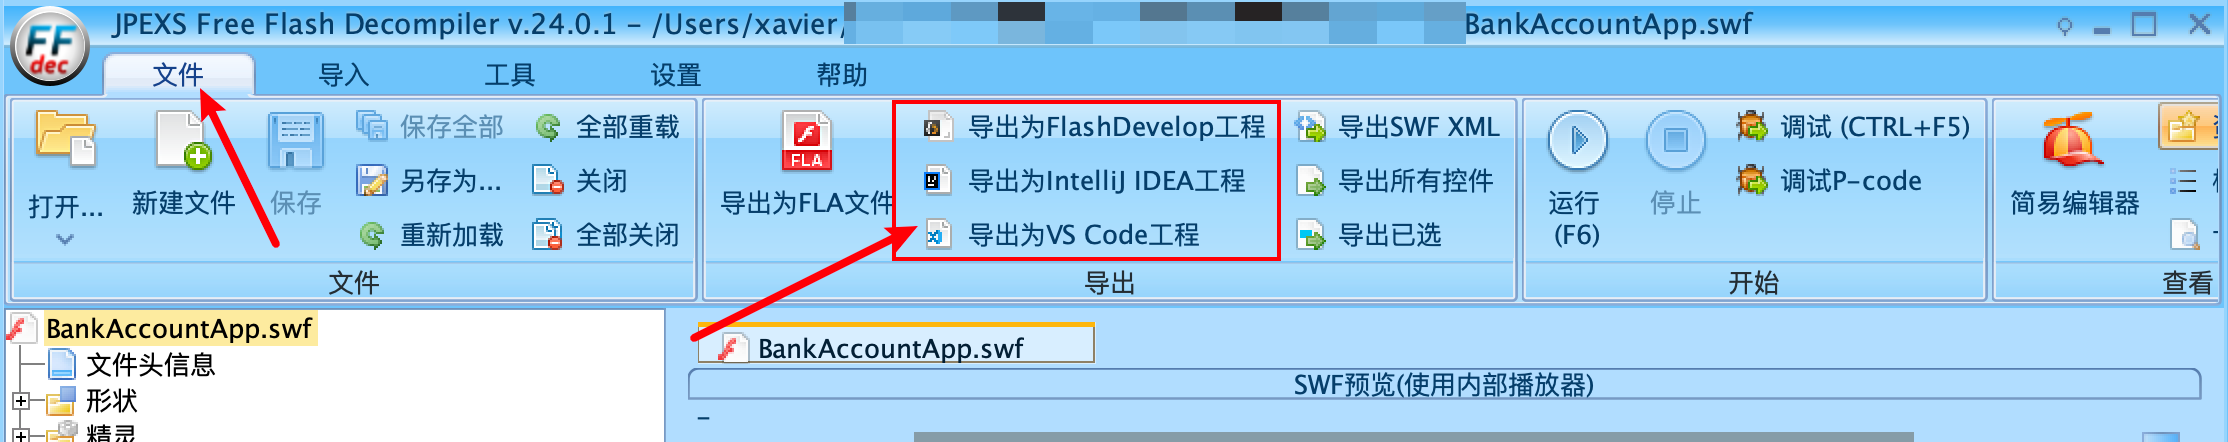 JPEXS Free Flash Decompiler v.24.0.1 - /Users/xavier/ BankAccountApp.swf
FF
dec
文件 导入 工具 设置 帮助
打开...
新建文件
保存
保存全部
另存为...
重新加载
全部重载
关闭
全部关闭
文件
FLA
导出为FLA文件
导出为FlashDevelop工程
导出为IntelliJ IDEA工程
导出为VS Code工程
导出SWF XML
导出所有控件
导出已选
导出
运行
(F6)
停止
调试 (CTRL+F5)
调试P-code
开始
简易编辑器
查看
BankAccountApp.swf
文件头信息
形状
精灵
BankAccountApp.swf
SWF预览(使用内部播放器)
-